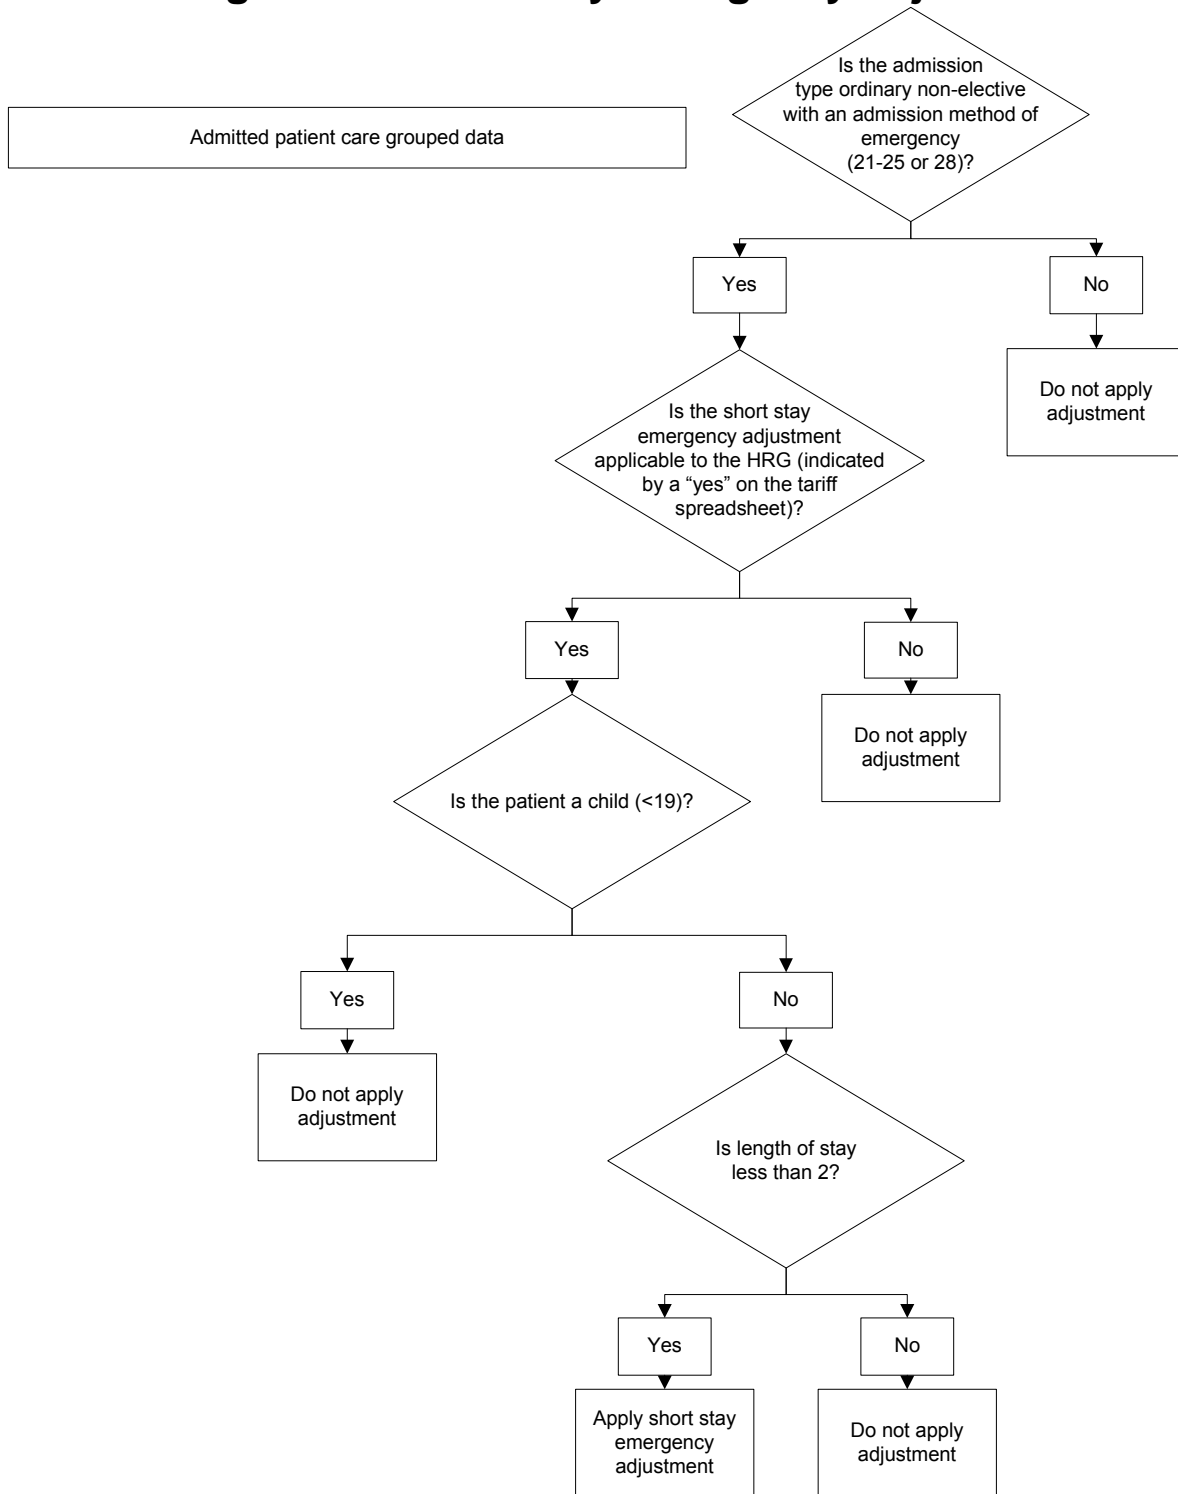 Admitted patient care grouped data
Is the admission
type ordinary non-elective
with an admission method of
emergency
(21-25 or 28)?
Yes
No
Do not apply
adjustment
Is the short stay
emergency adjustment
applicable to the HRG (indicated
by a “yes” on the tariff
spreadsheet)?
Yes
No
Do not apply
adjustment
Is the patient a child (<19)?
Yes
No
Do not apply
adjustment
Is length of stay
less than 2?
Yes
No
Apply short stay
emergency
adjustment
Do not apply
adjustment